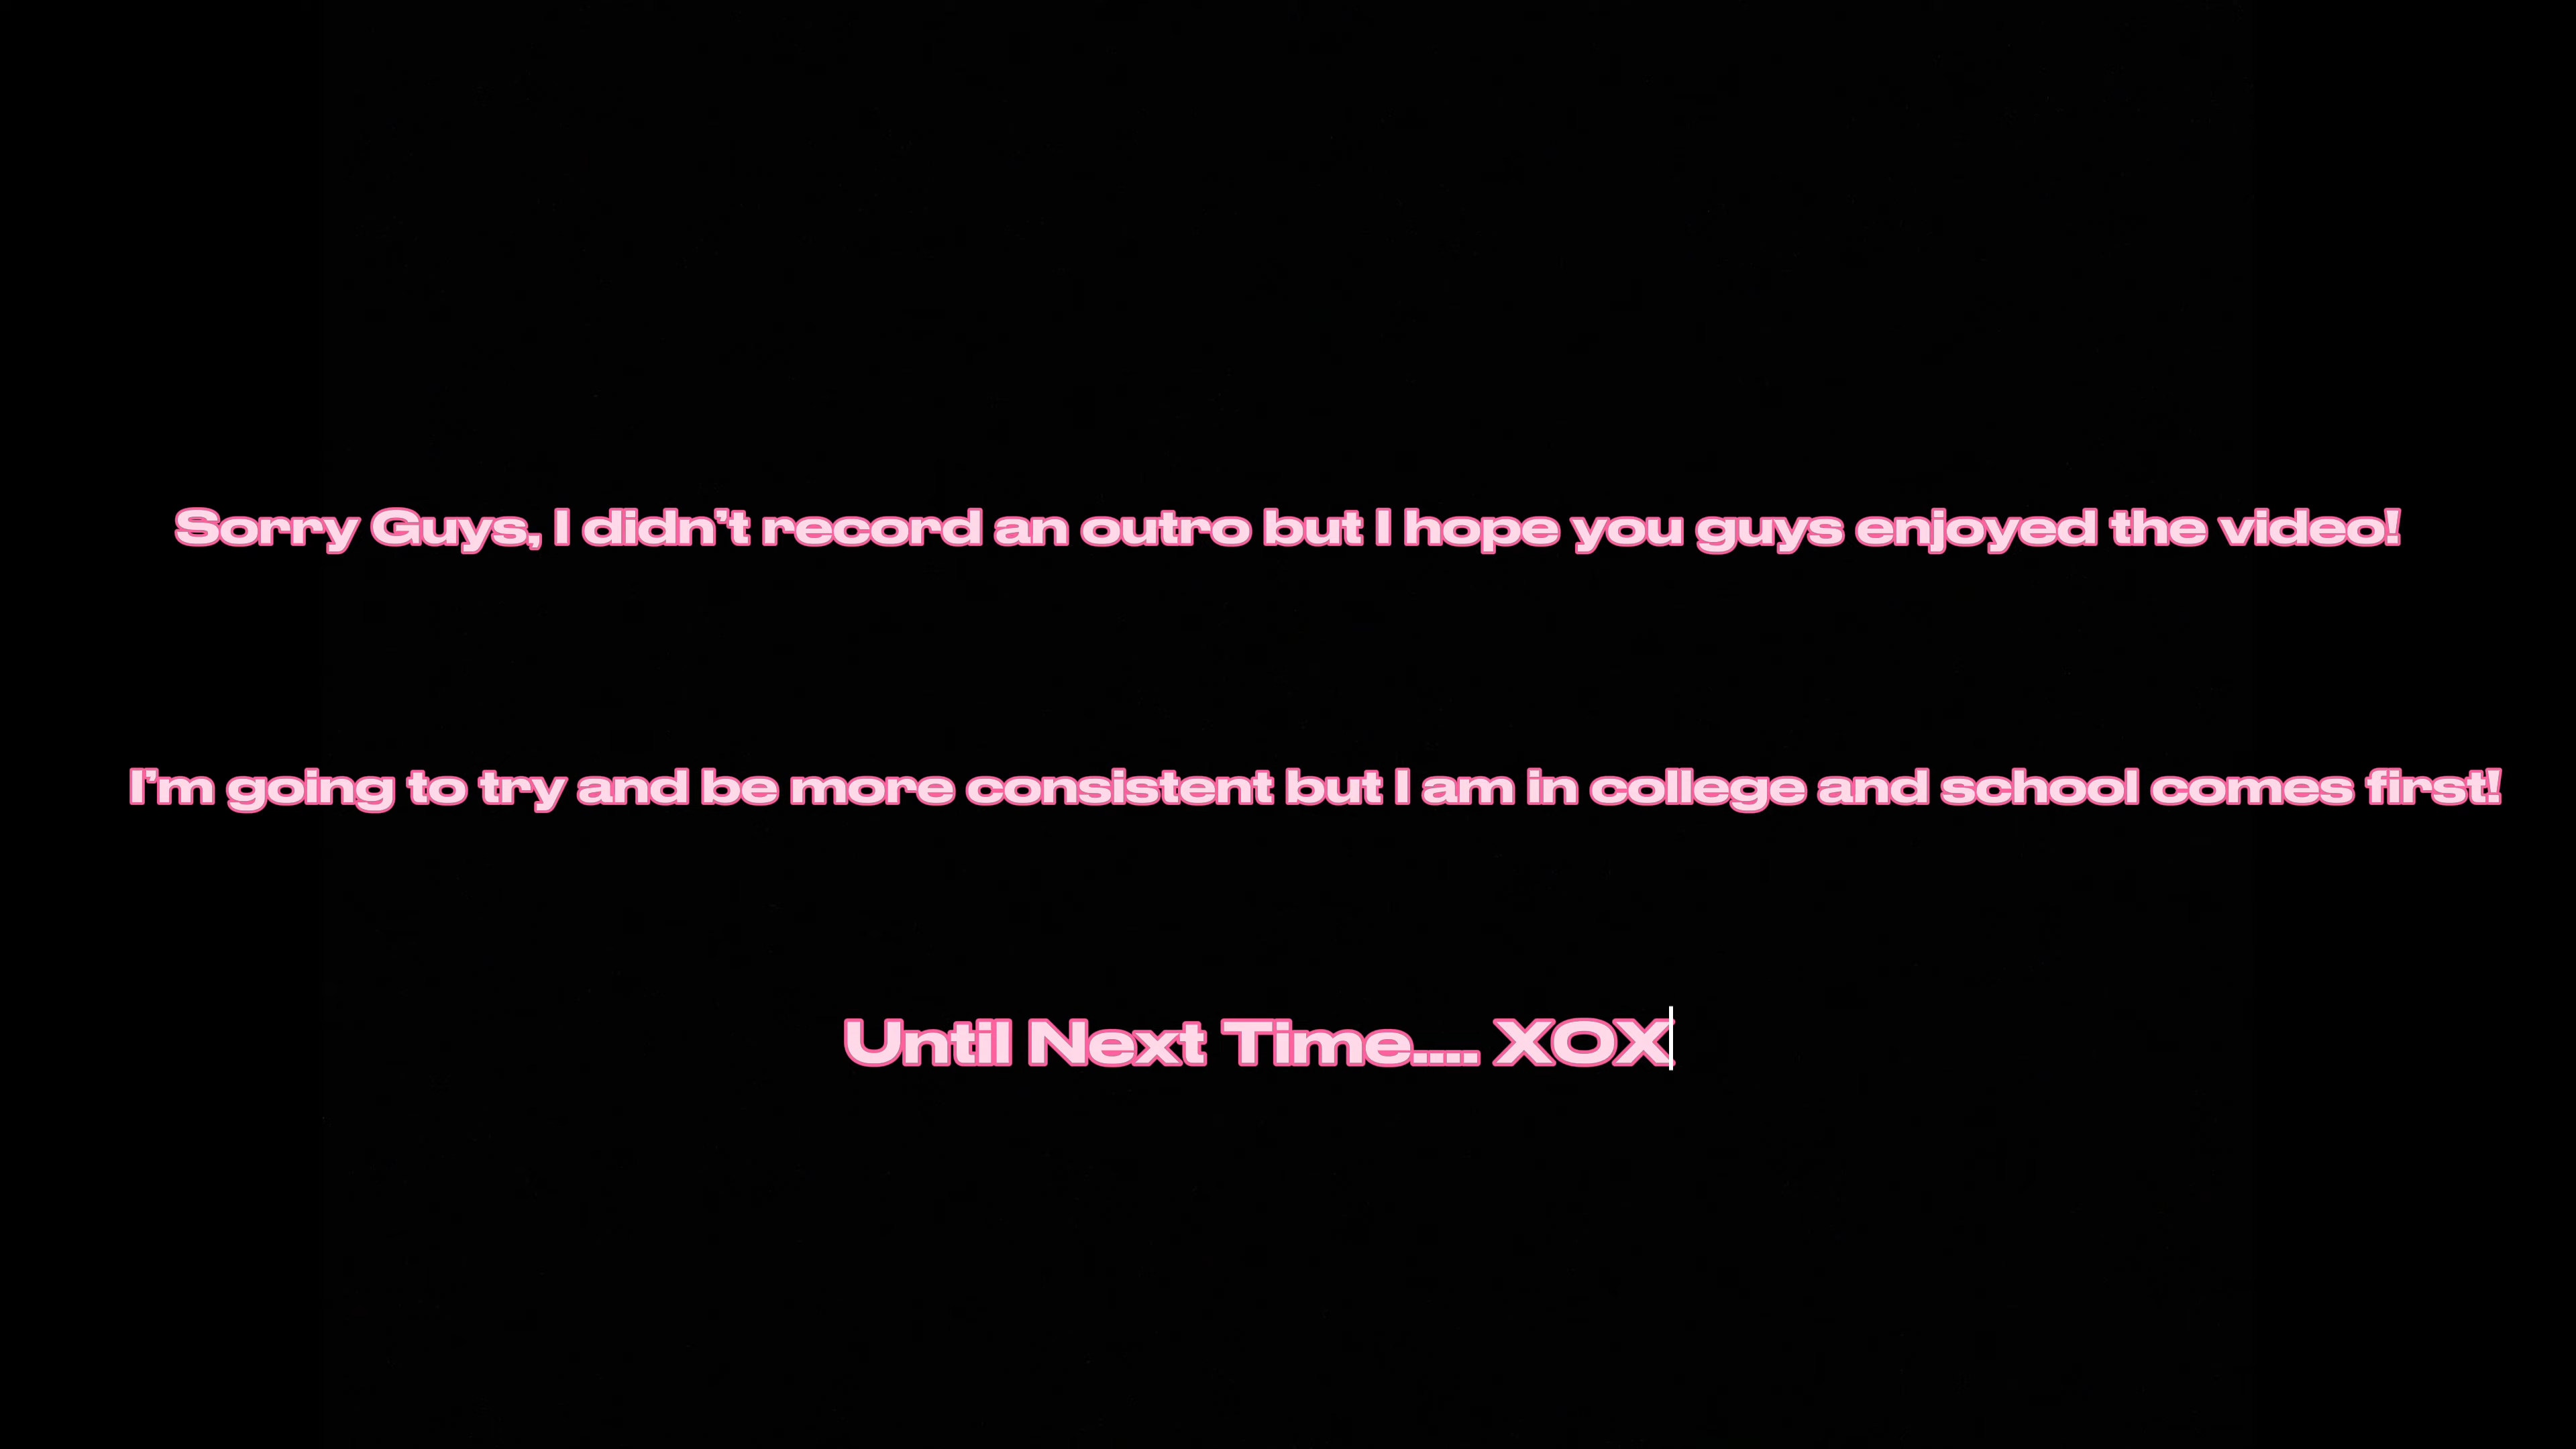 Sorry Guys, I didn't record an outro but I hope you guys enjoyed the video!
I'm going to try and be more consistent but I am in college and school comes first!
Until Next Time.... XOX